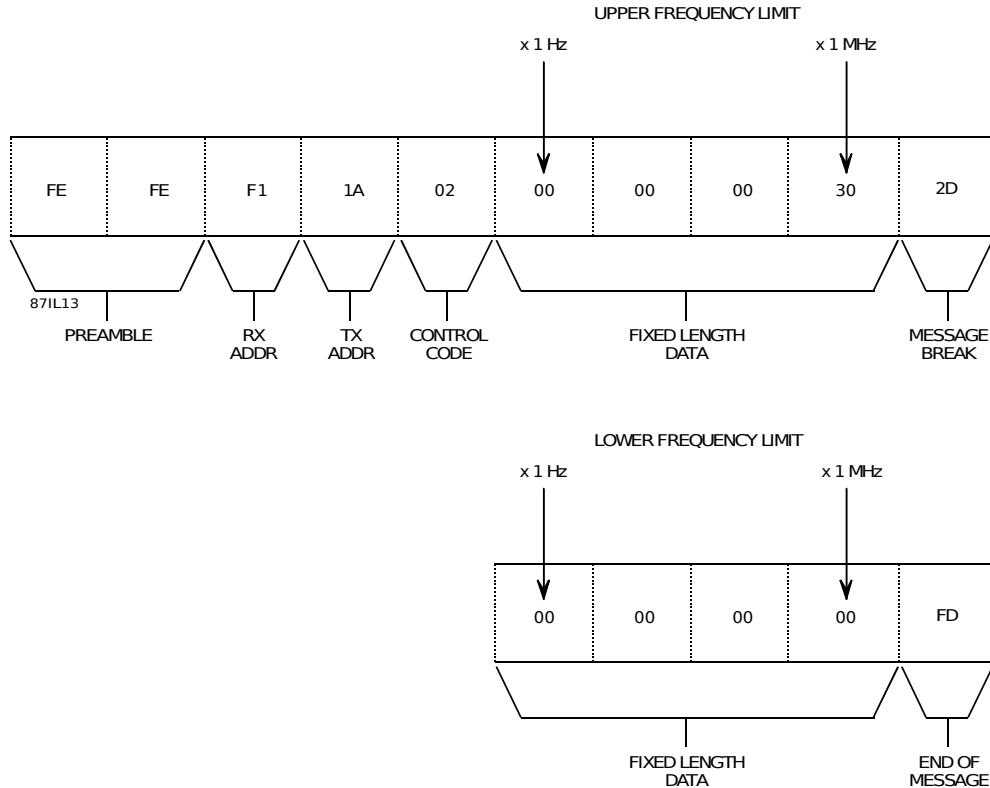 UPPER FREQUENCY LIMIT
x 1 Hz x 1 MHz
FE FE F1 1A 02 00 00 00 30 2D
87IL13
PREAMBLE RX TX CONTROL FIXED LENGTH MESSAGE
ADDR ADDR CODE DATA BREAK
LOWER FREQUENCY LIMIT
x 1 Hz x 1 MHz
00 00 00 00 FD
FIXED LENGTH END OF
DATA MESSAGE